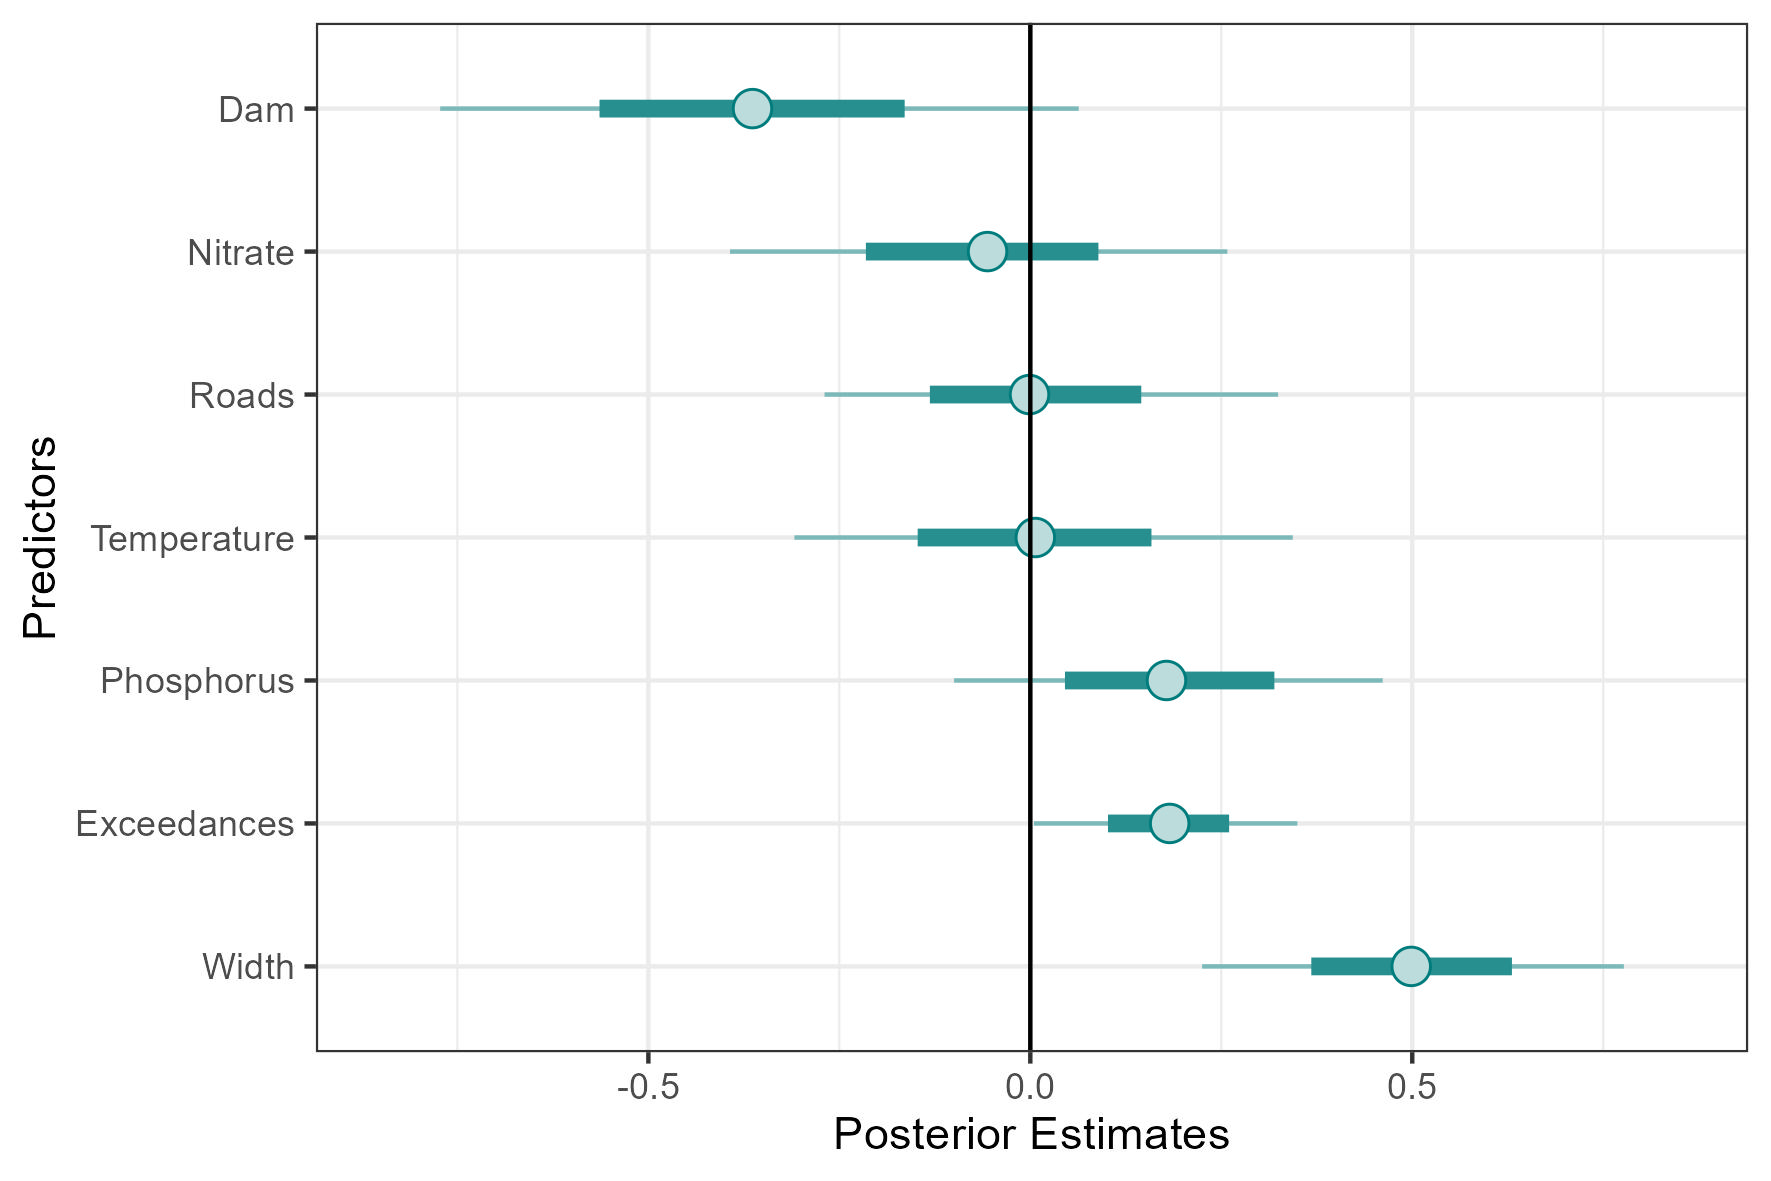 Dam
Nitrate
Roads
Temperature
Phosphorus
Exceedances
Width
Predictors
-0.5
0.0
0.5
Posterior Estimates